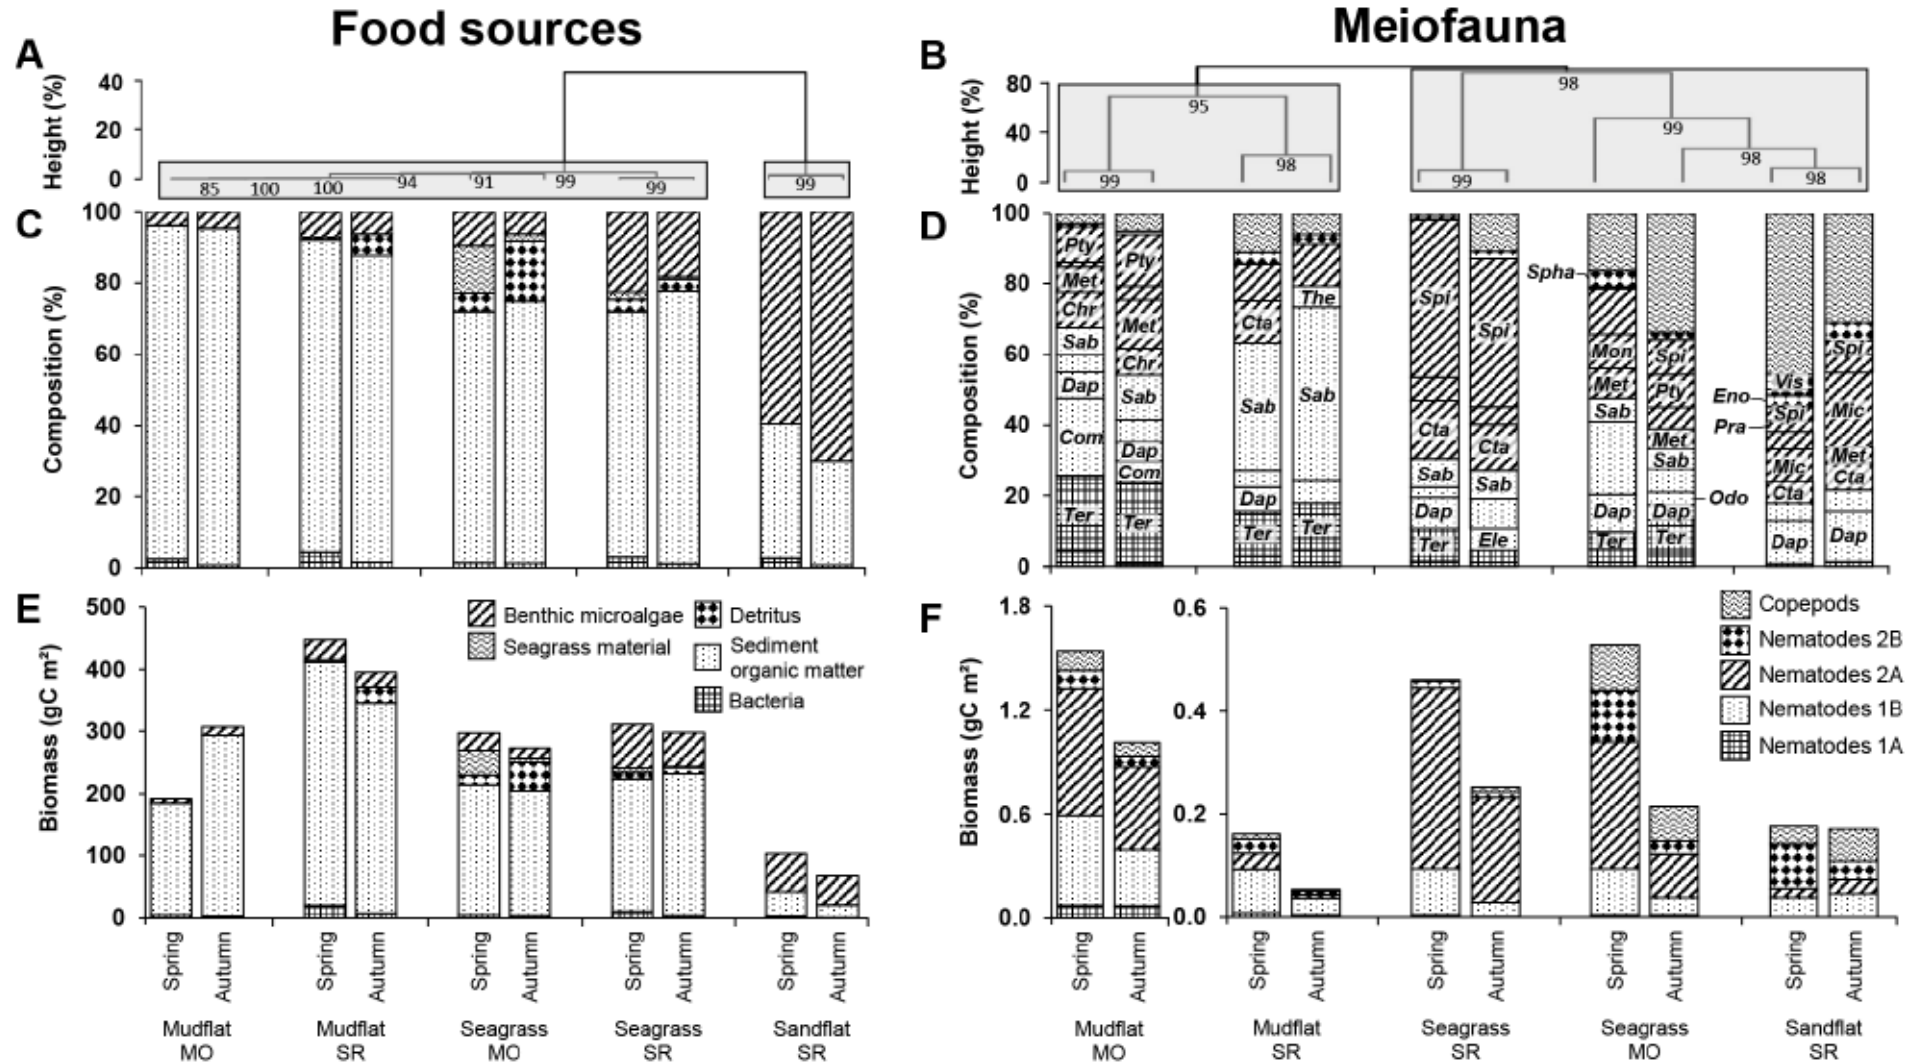 Food sources
Meiofauna
A
Height (%)
40
20
0
85 100 100 94 91 99 99
99
B
Height (%)
80
40
0
95
99
98
98
99
99
98
98
C
Composition (%)
100
80
60
40
20
0
D
Composition (%)
100
80
60
40
20
0
Pty
Met
Chr
Sab
Dap
Com
Ter
Pty
Met
Chr
Sab
Dap
Com
Ter
Cta
Sab
Dap
Ter
The
Sab
Ter
Spi
Cta
Sab
Dap
Ter
Spi
Cta
Sab
Ele
Spha
Mon
Met
Sab
Dap
Ter
Spi
Pty
Met
Sab
Odo
Dap
Ter
Vis
Eno
Spi
Pra
Mic
Cta
Dap
Spi
Mic
Met
Cta
Dap
E
Biomass (gC m²)
500
400
300
200
100
0
Benthic microalgae
Seagrass material
Detritus
Sediment
organic matter
Bacteria
Spring
Autumn
Spring
Autumn
Spring
Autumn
Spring
Autumn
Spring
Autumn
Mudflat
MO
Mudflat
SR
Seagrass
MO
Seagrass
SR
Sandflat
SR
F
Biomass (gC m²)
1.8
1.2
0.6
0.0
0.6
0.4
0.2
0.0
Copepods
Nematodes 2B
Nematodes 2A
Nematodes 1B
Nematodes 1A
Spring
Autumn
Spring
Autumn
Spring
Autumn
Spring
Autumn
Spring
Autumn
Mudflat
MO
Mudflat
SR
Seagrass
SR
Seagrass
MO
Sandflat
SR